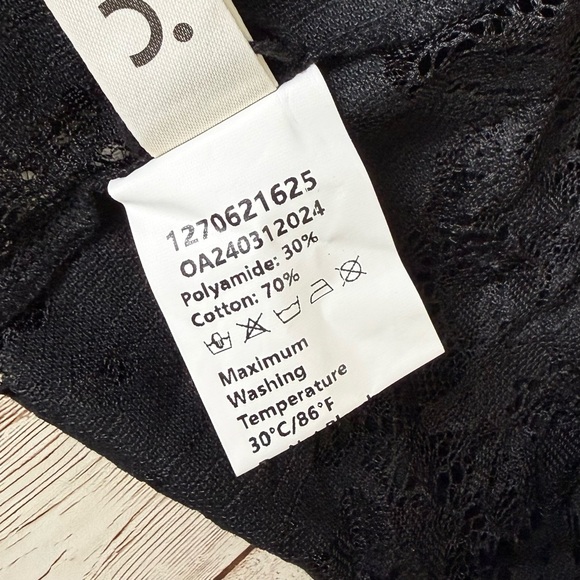 1270621625
OA240312024
Polyamide: 30%
Cotton: 70%
Maximum
Washing
Temperature
30°C/86°F